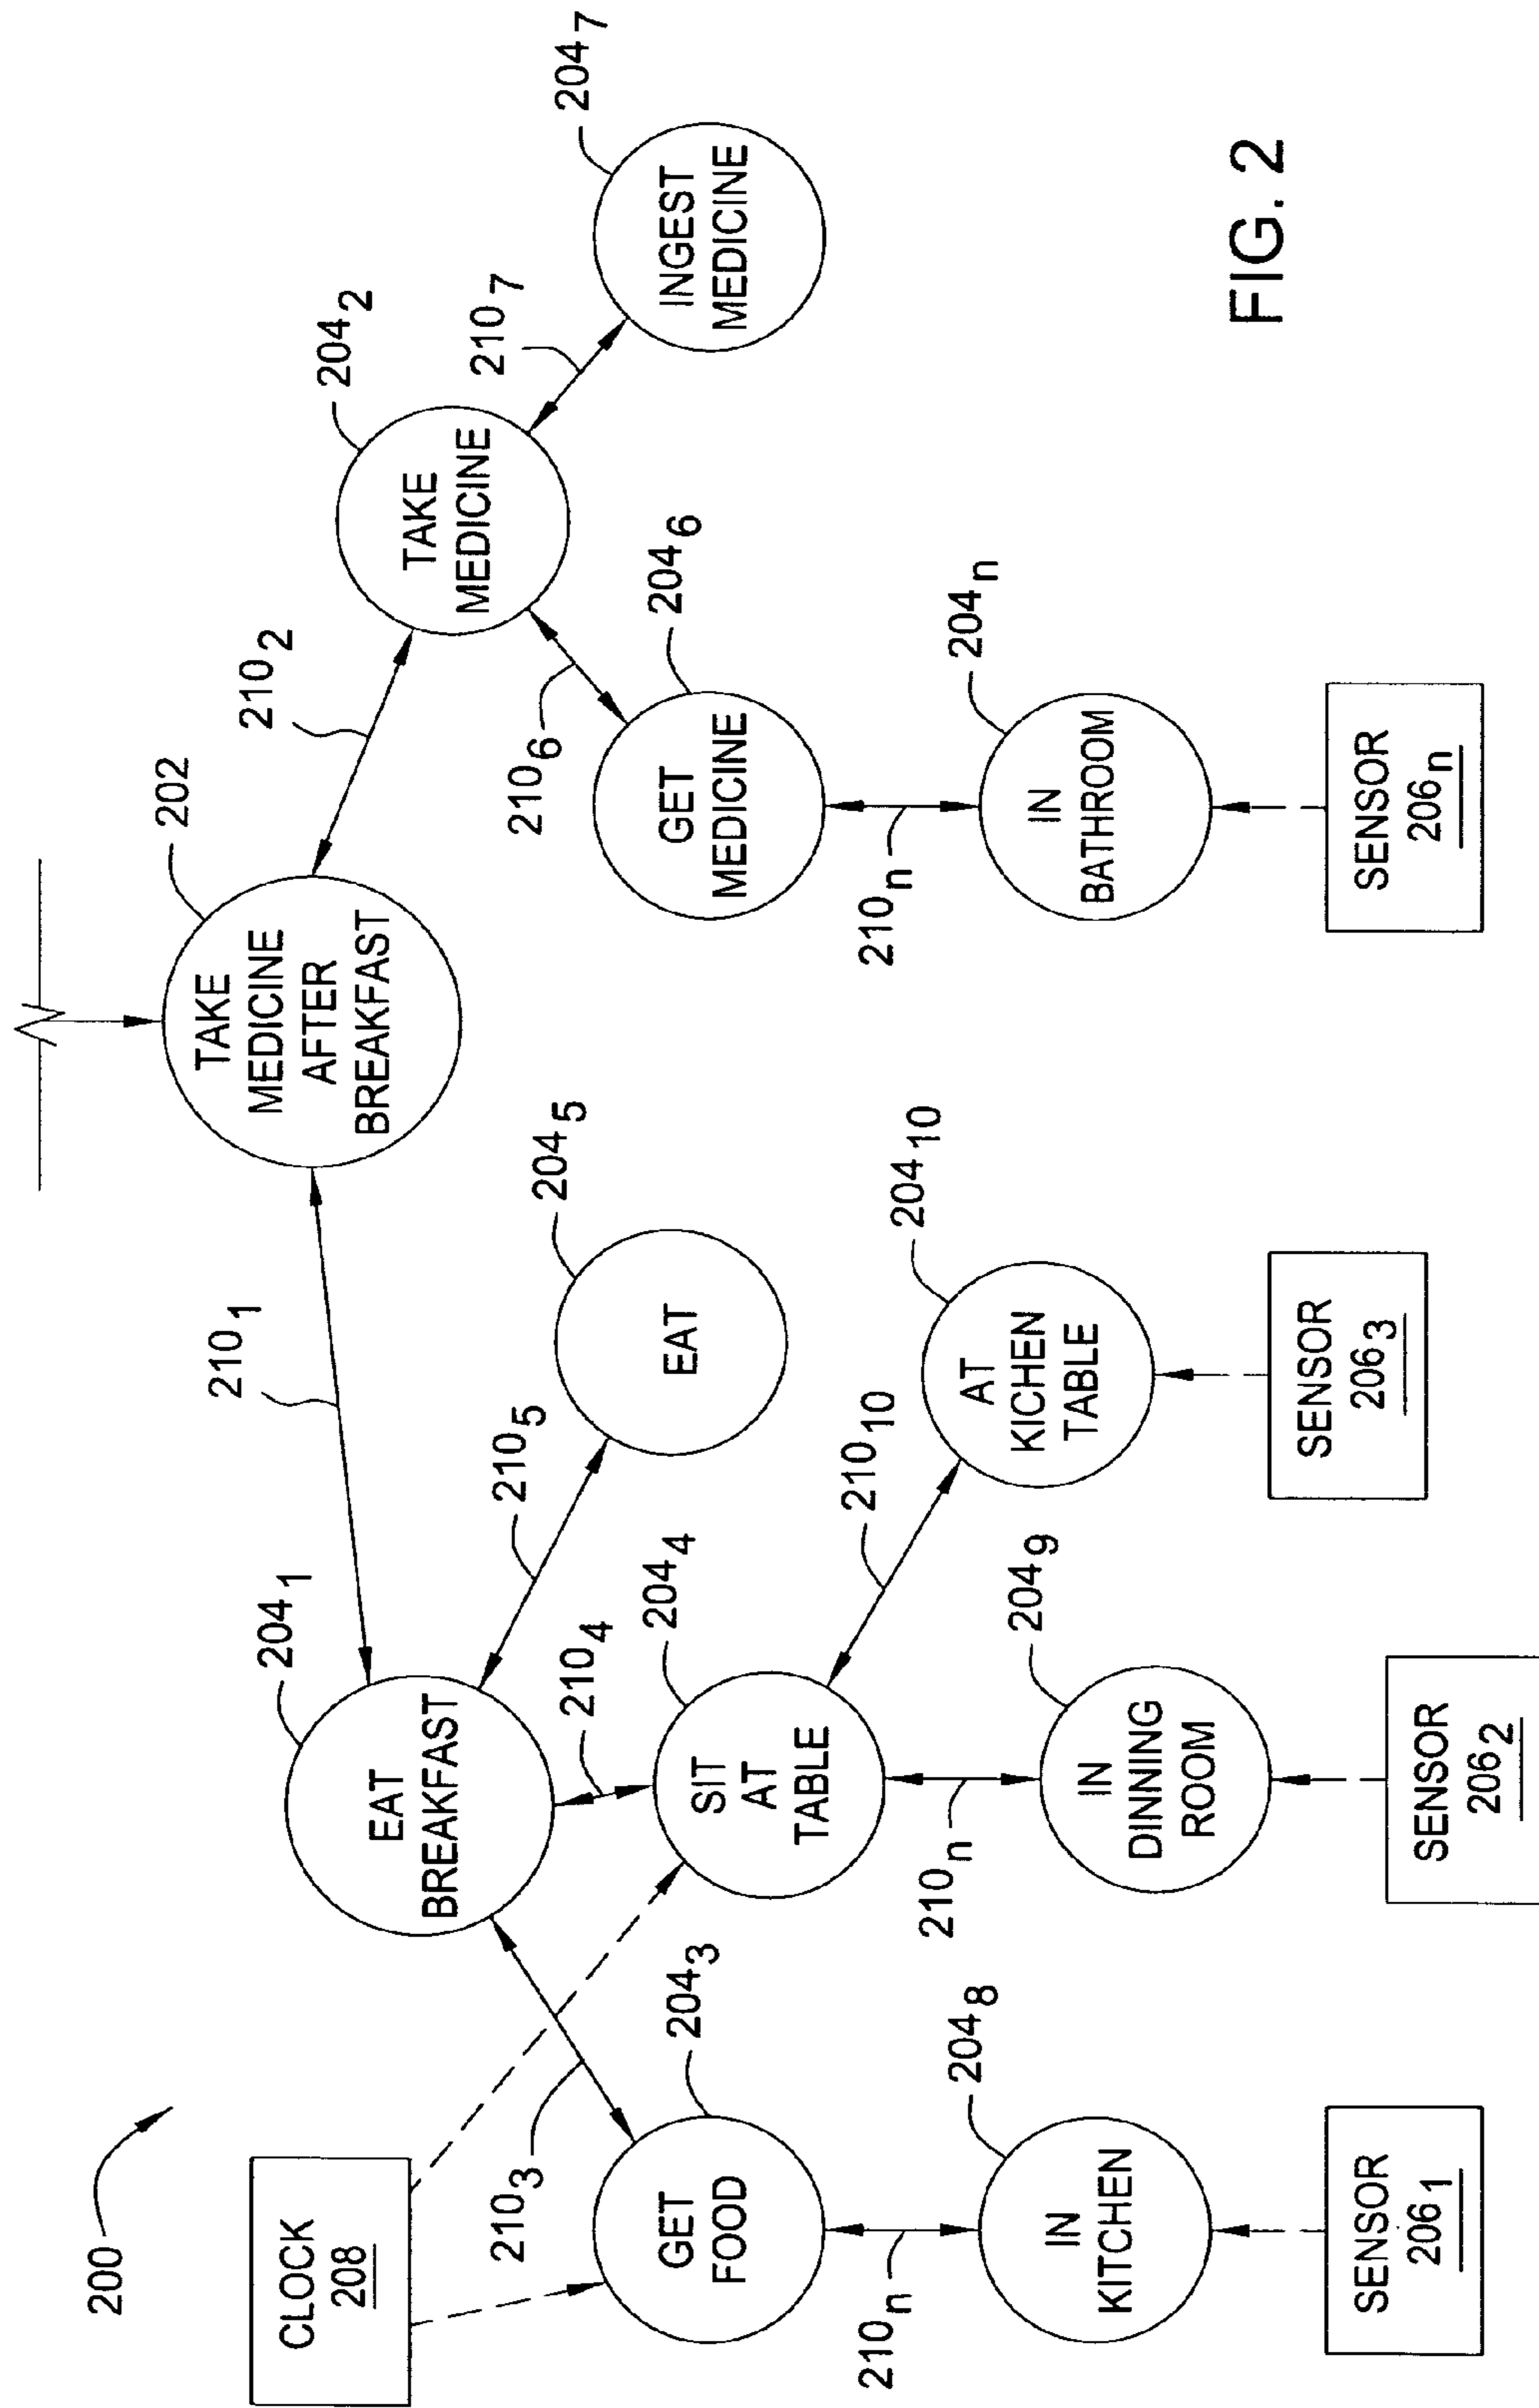 200
CLOCK
208
TAKE
MEDICINE
AFTER
BREAKFAST
202
210₁
210₂
EAT
BREAKFAST
204₁
TAKE
MEDICINE
204₂
210₃
210₄
210₅
210₆
210₇
GET
FOOD
204₃
SIT
AT
TABLE
204₄
EAT
204₅
GET
MEDICINE
204₆
INGEST
MEDICINE
204₇
210ₙ
210ₙ
210₁₀
210ₙ
IN
KITCHEN
204₈
IN
DINNING
ROOM
204₉
AT
KICHEN
TABLE
204₁₀
IN
BATHROOM
204ₙ
SENSOR
206₁
SENSOR
206₂
SENSOR
206₃
SENSOR
206ₙ
FIG. 2